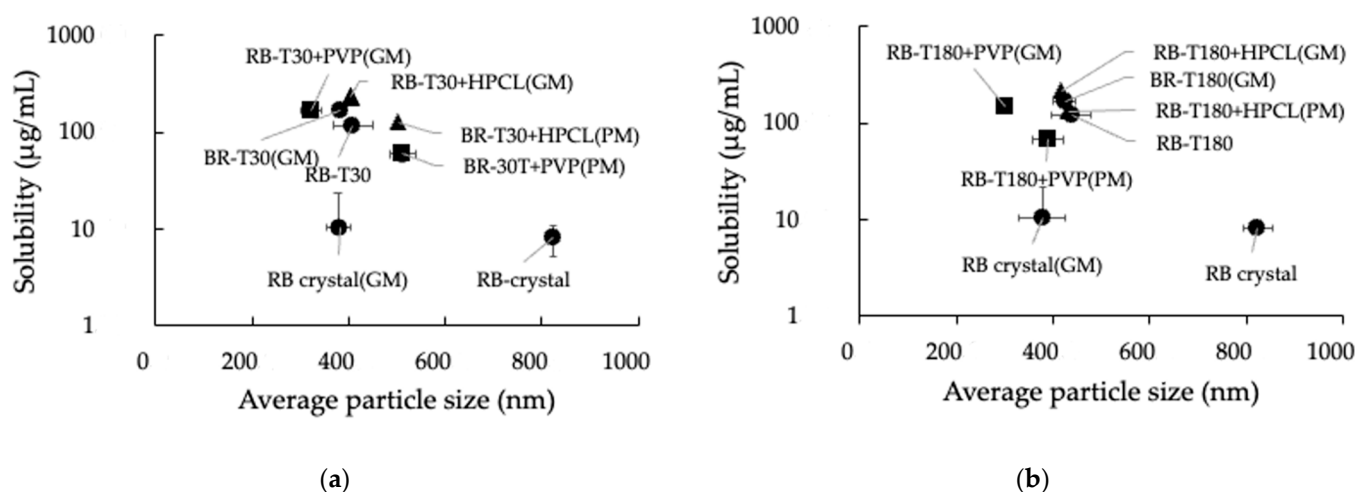 1000
RB-T30+PVP(GM)
RB-T30+HPCL(GM)
100
BR-T30+HPCL(PM)
BR-T30(GM)
BR-30T+PVP(PM)
RB-T30
10
RB crystal(GM)
RB-crystal
1
0 200 400 600 800 1000
Solubility (µg/mL)
Average particle size (nm)
(a)
1000
RB-T180+PVP(GM)
RB-T180+HPCL(GM)
BR-T180(GM)
RB-T180+HPCL(PM)
100
RB-T180
RB-T180+PVP(PM)
10
RB crystal(GM)
RB crystal
1
0 200 400 600 800 1000
Solubility (µg/mL)
Average particle size (nm)
(b)